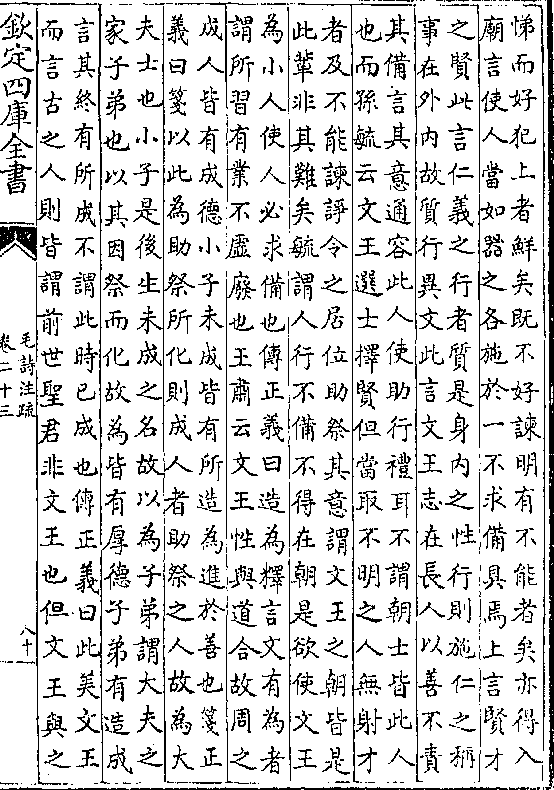 悌而好犯上者鮮矣既不好諫明有不能者矣亦得入
廟言使人當如器之各施於一不求備具焉上言賢才
之賢此言仁義之行者質是身內之性行則施仁之稱
事在外内故質行異文此言文王志在長人以善不責
其備言其意通容此人使助行禮耳不謂朝士皆此人
也而孫毓云文王選士擇賢但當取不明之人無射才
者及不能諫諍令之居位助祭其意謂文王之朝皆是
此輩非其難矣毓謂人行不備不得在朝是欲使文王
為小人使人必求備也傳正義曰造為釋言文有為者
謂所習有業不虛廢也王肅云文王性與道合故周之
成人皆有成德小子未成皆有所造為進於善也箋正
義曰箋以此為助祭所化則成人者助祭之人故為大
夫士也小子是後生未成之名故以為子弟謂大夫之
家子弟也以其因祭而化故為皆有厚德子弟有造成
言其終有所成不謂此時已成也傳正義曰此美文王
而言古之人則皆謂前世聖君非文王也但文王與之
欽定四庫全書
毛詩注疏
卷二十三
八十